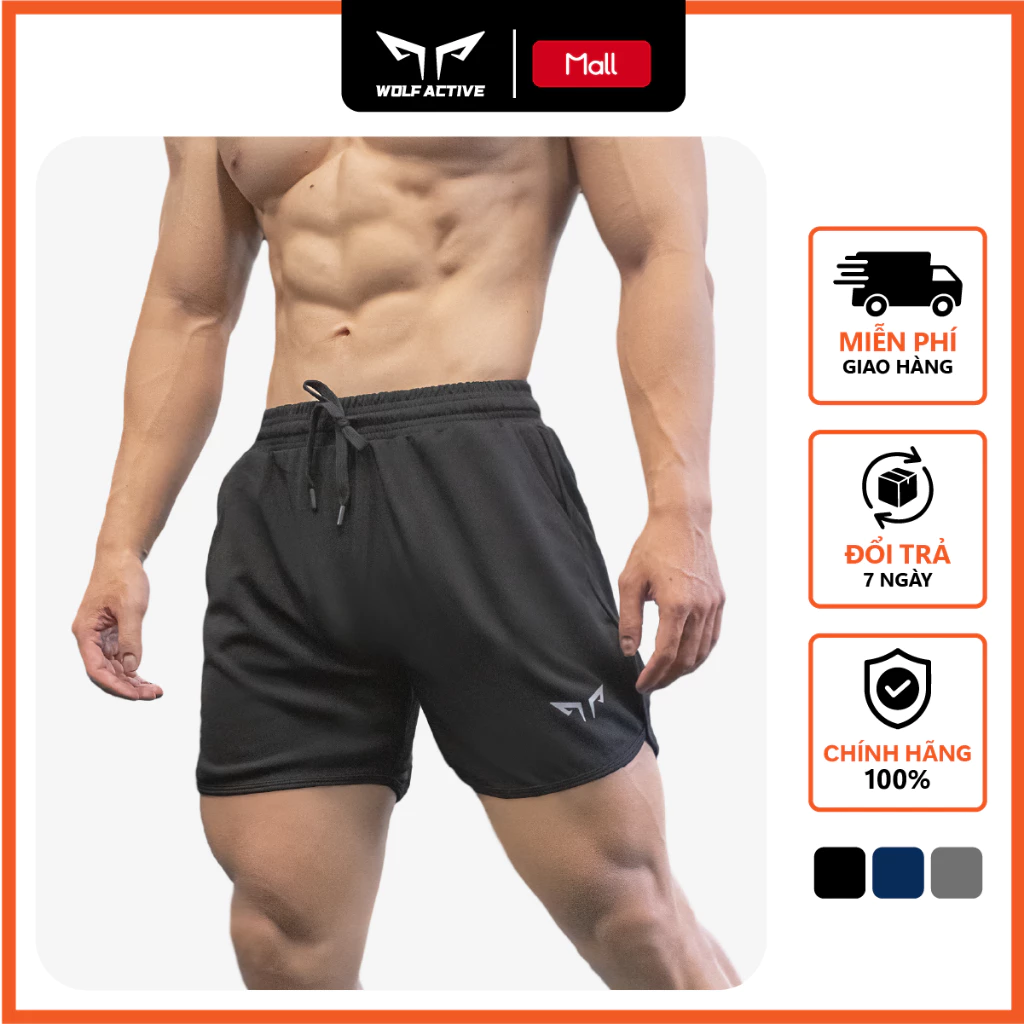 WOLF ACTIVE
Mall
MIỄN PHÍ
GIAO HÀNG
ĐỔI TRẢ
7 NGÀY
CHÍNH HÃNG
100%